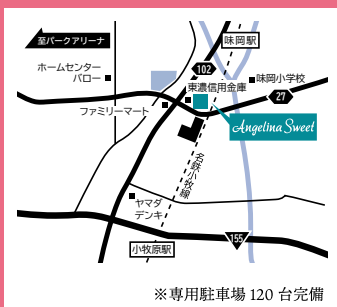 至パークアリーナ
味岡駅
ホームセンター
バロー
102
味岡小学校
東濃信用金庫
27
ファミリーマート
Angelina Sweet
名鉄小牧線
ヤマダ
デンキ
155
小牧原駅
※専用駐車場120台完備